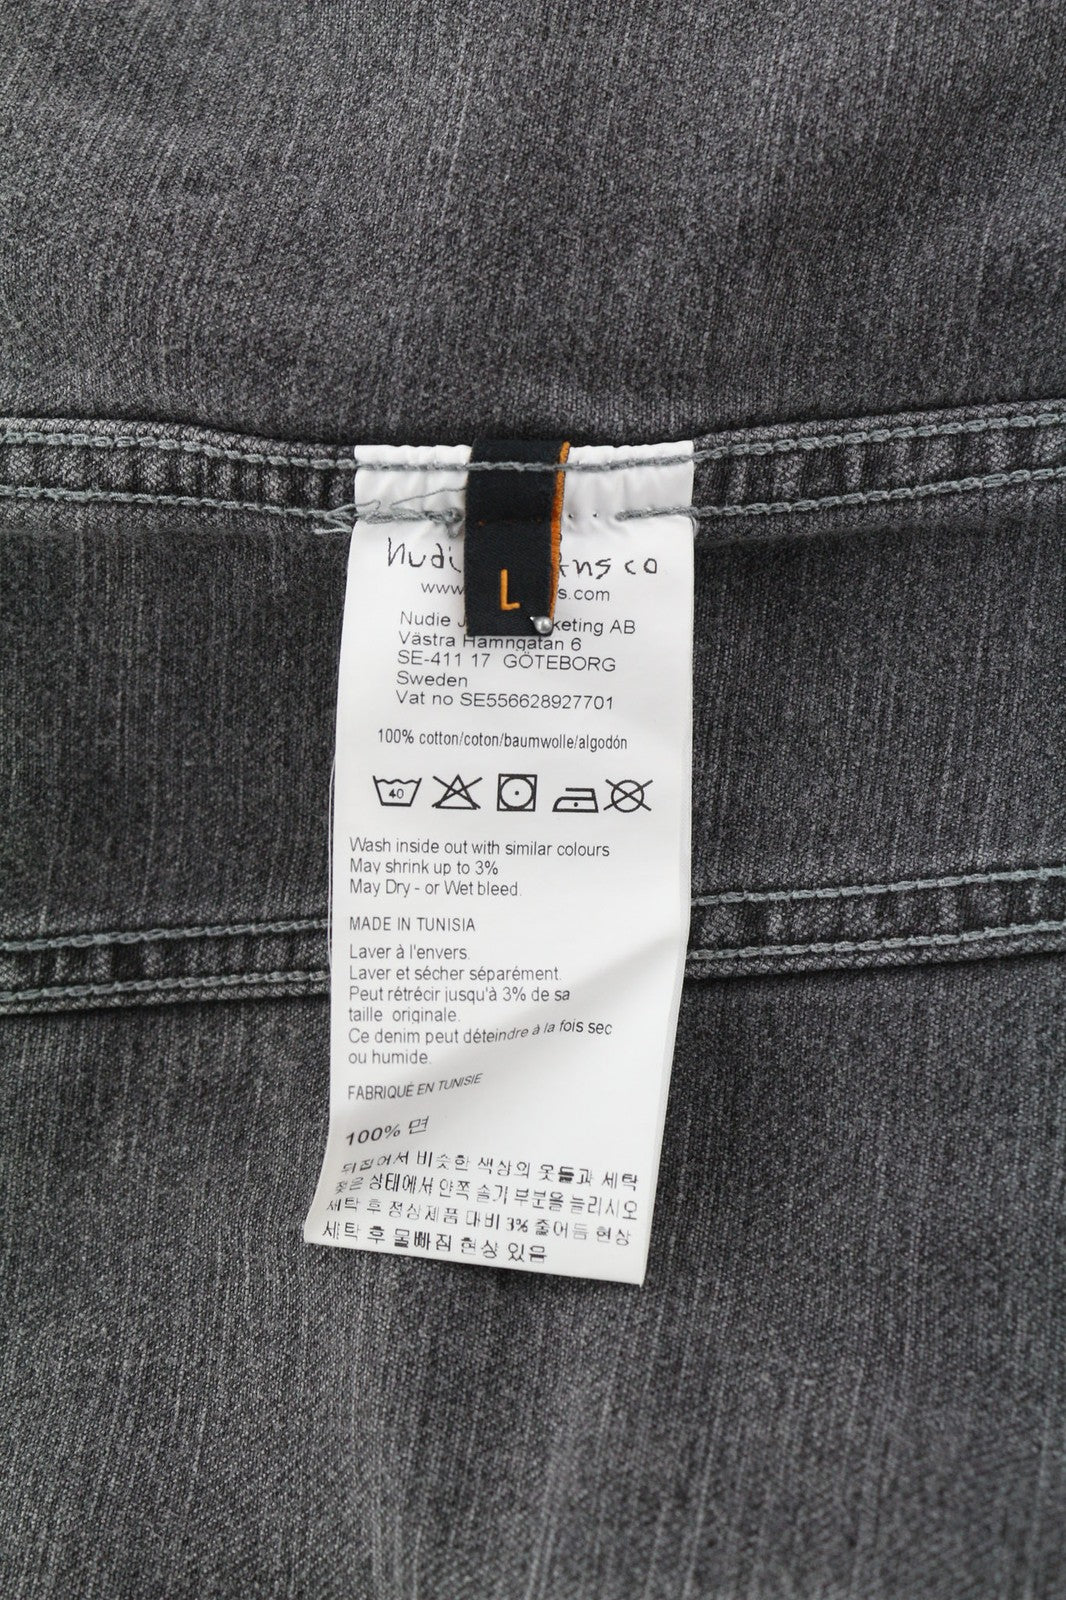 L
ns co
www s.com
Nudie keting AB
Västra Hamngatan 6
SE-411 17 GÖTEBORG
Sweden
Vat no SE556628927701
100% cotton/coton/baumwolle/algodón
40
Wash inside out with similar colours
May shrink up to 3%
May Dry - or Wet bleed.
MADE IN TUNISIA
Laver à l'envers.
Laver et sécher séparément.
Peut rétrécir jusqu'à 3% de sa
taille originale.
Ce denim peut déteindre à la fois sec
ou humide.
FABRIQUÉ EN TUNISIE
100% 면
뒤집어서 비슷한 색상의 옷들과 세탁
젖은 상태에서 안쪽 솔기 부분을 늘리시오
세탁 후 정상제품 대비 3% 줄어듬 현상
세탁 후 물빠짐 현상 있음